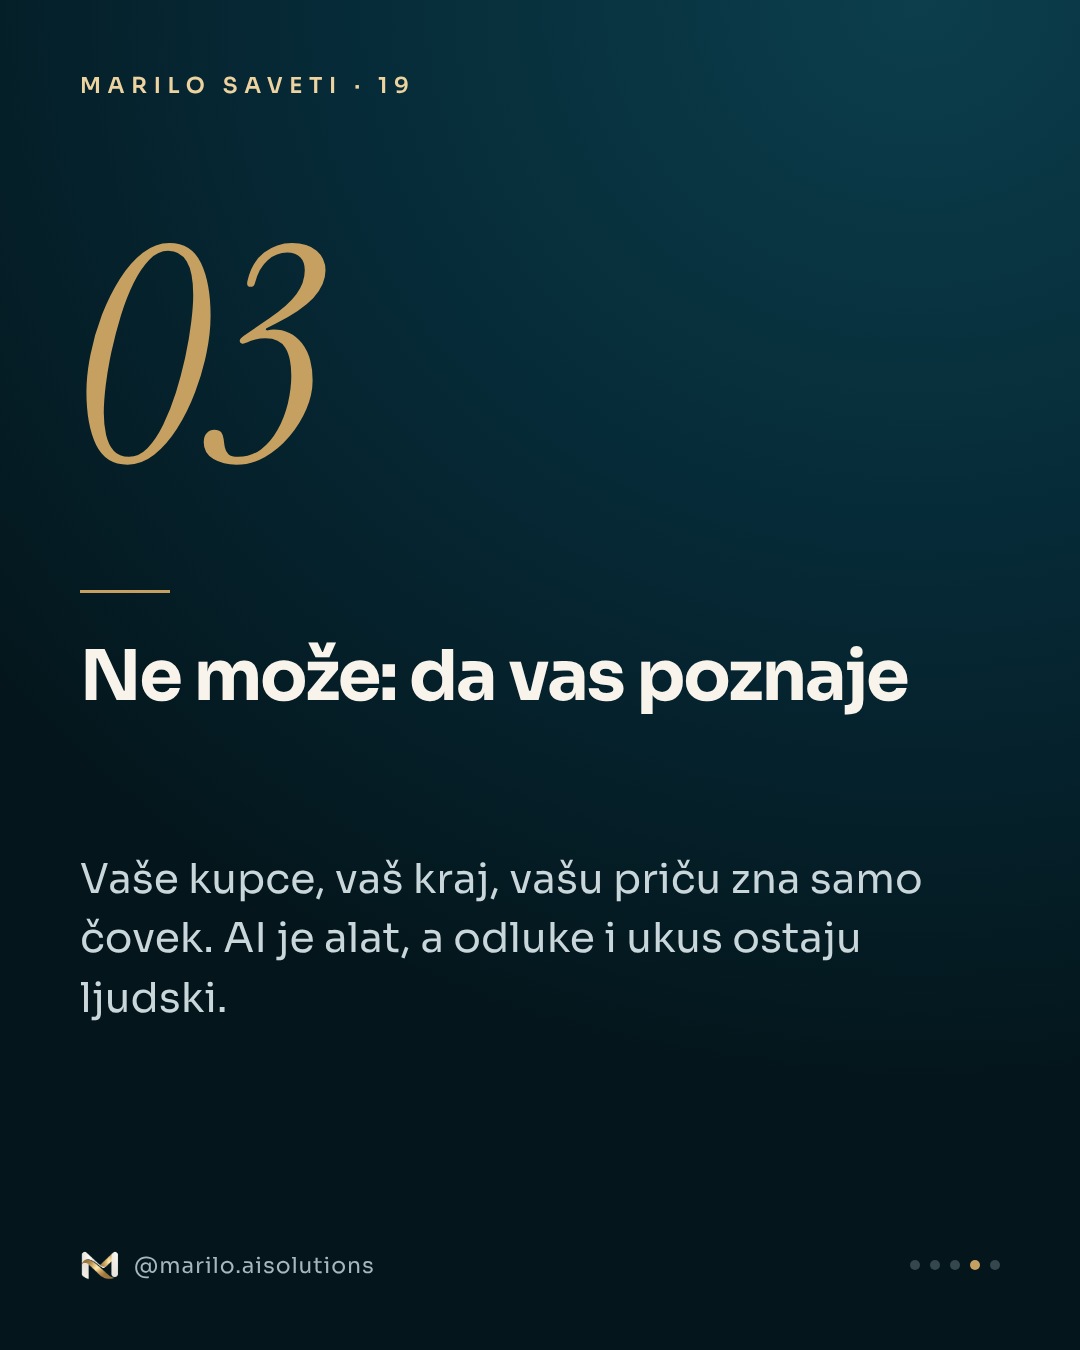 MARILO SAVETI · 19
03
Ne može: da vas poznaje
Vaše kupce, vaš kraj, vašu priču zna samo
čovek. AI je alat, a odluke i ukus ostaju
ljudski.
@marilo.aisolutions